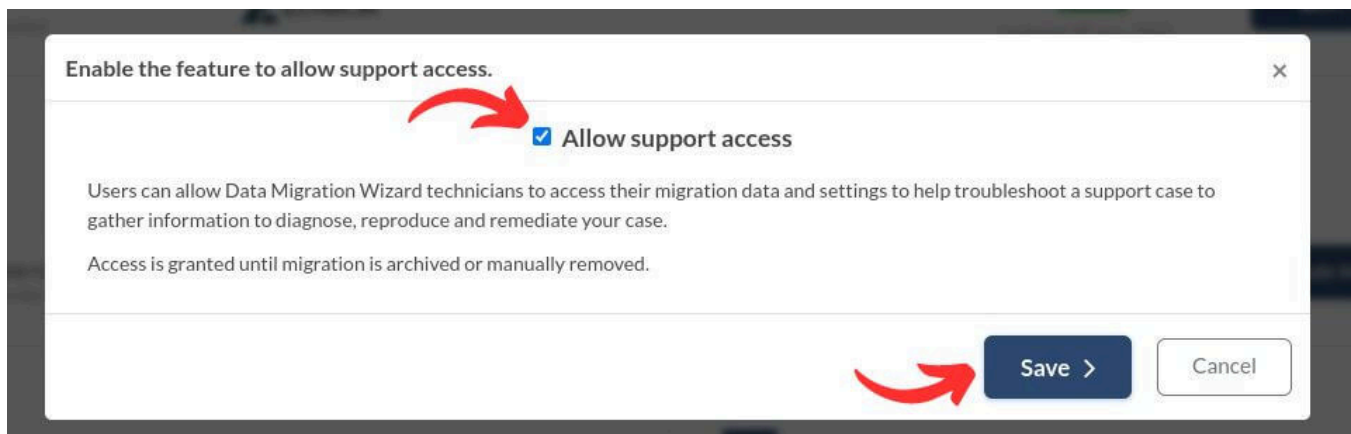 Enable the feature to allow support access.
×
Allow support access
Users can allow Data Migration Wizard technicians to access their migration data and settings to help troubleshoot a support case to
gather information to diagnose, reproduce and remediate your case.
Access is granted until migration is archived or manually removed.
Save
Cancel